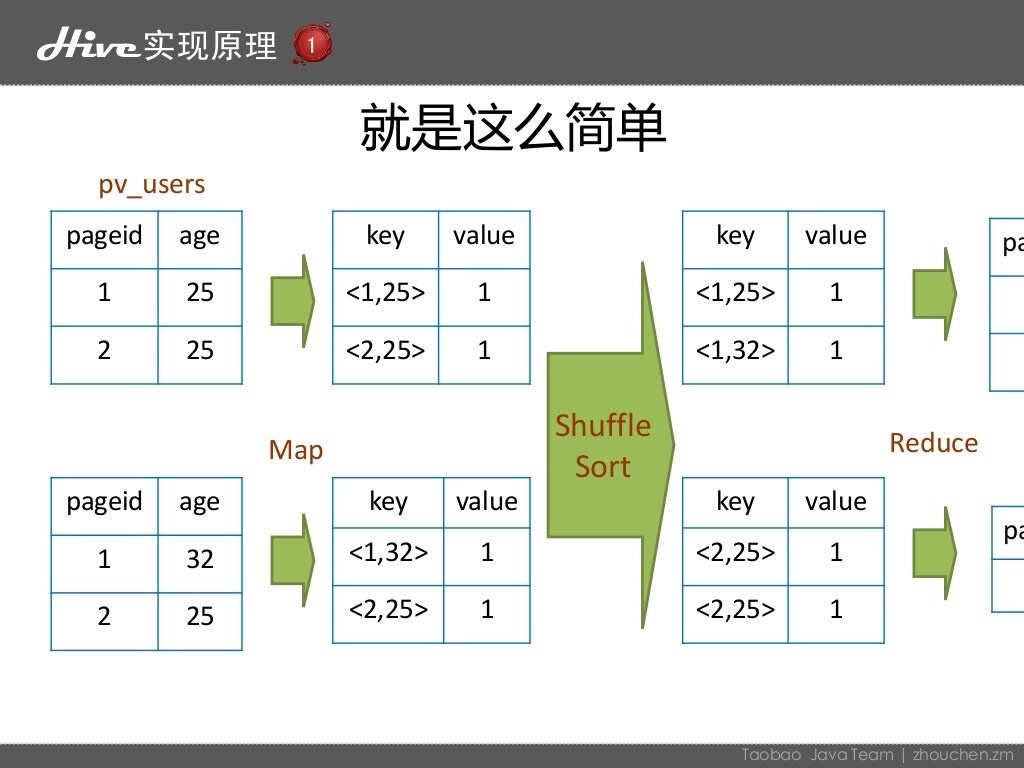 Hive实现原理 1
就是这么简单
pv_users
pageid age
1 25
2 25
key value
<1,25> 1
<2,25> 1
key value
<1,25> 1
<1,32> 1
pa
Shuffle
Sort
Map
Reduce
pageid age
1 32
2 25
key value
<1,32> 1
<2,25> 1
key value
<2,25> 1
<2,25> 1
pa
Taobao Java Team | zhouchen.zm